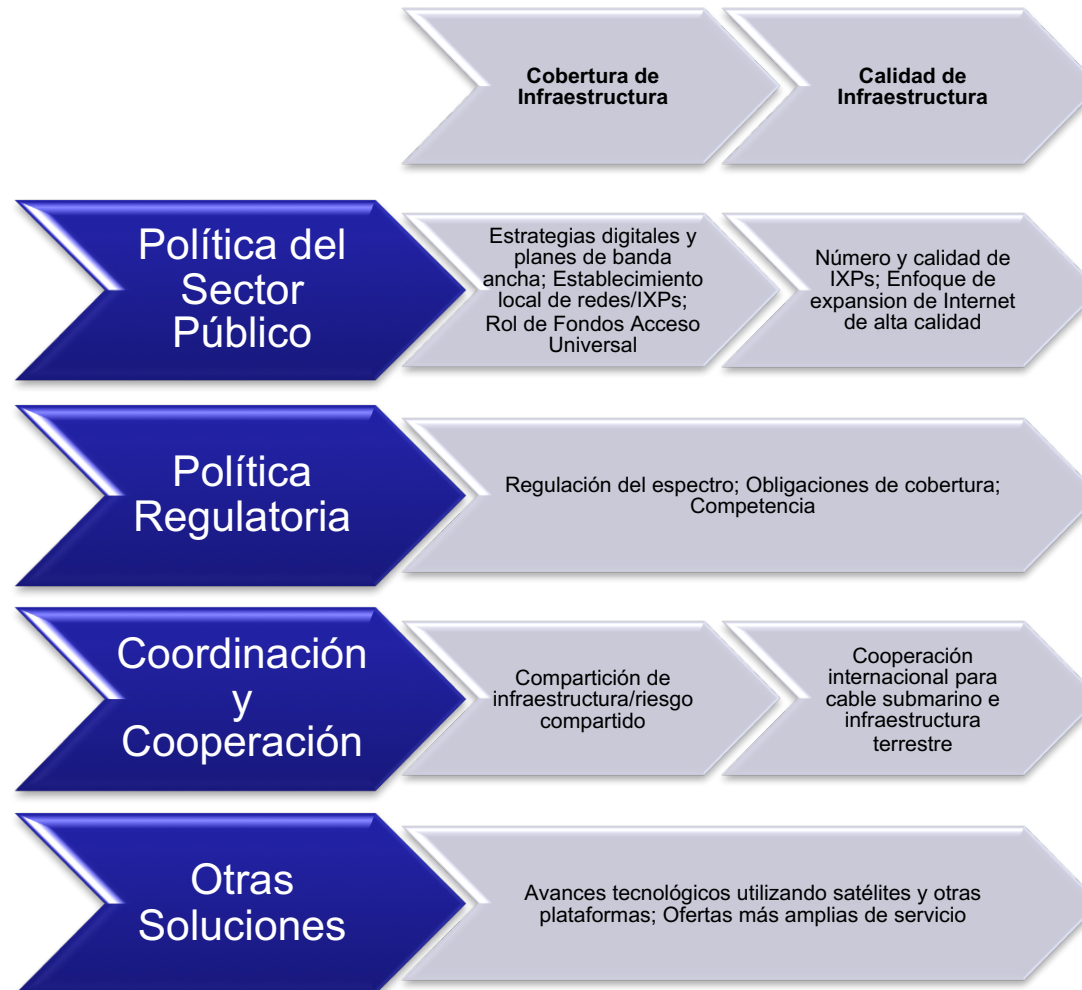 Cobertura de
Infraestructura
Calidad de
Infraestructura
Política del
Sector
Público
Estrategias digitales y
planes de banda
ancha; Establecimiento
local de redes/IXPs;
Rol de Fondos Acceso
Universal
Número y calidad de
IXPs; Enfoque de
expansion de Internet
de alta calidad
Política
Regulatoria
Regulación del espectro; Obligaciones de cobertura;
Competencia
Coordinación
y
Cooperación
Compartición de
infraestructura/riesgo
compartido
Cooperación
internacional para
cable submarino e
infraestructura
terrestre
Otras
Soluciones
Avances tecnológicos utilizando satélites y otras
plataformas; Ofertas más amplias de servicio